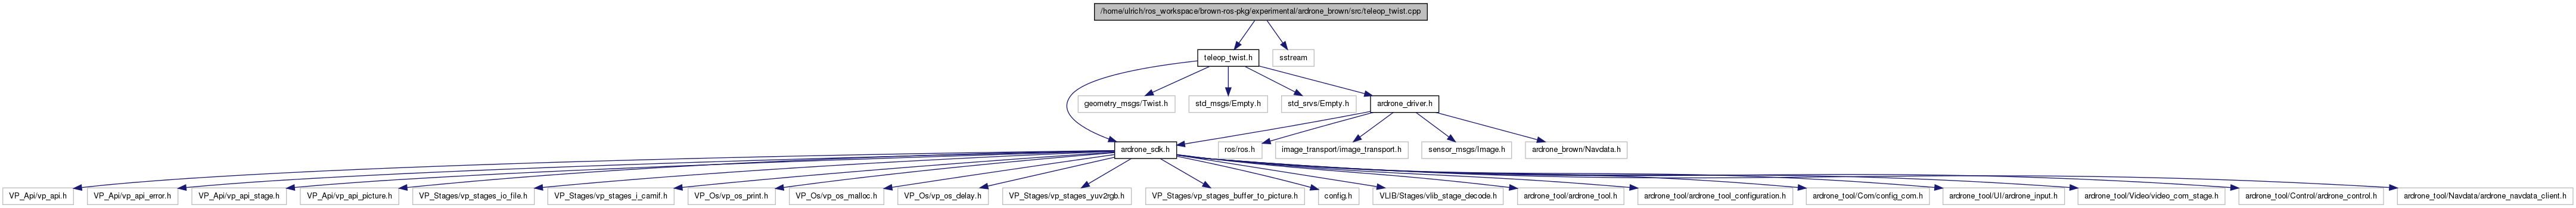 /home/ulrich/ros_workspace/brown-ros-pkg/experimental/ardrone_brown/src/teleop_twist.cpp
teleop_twist.h
sstream
geometry_msgs/Twist.h
std_msgs/Empty.h
std_srvs/Empty.h
ardrone_driver.h
ardrone_sdk.h
ros/ros.h
image_transport/image_transport.h
sensor_msgs/Image.h
ardrone_brown/Navdata.h
VP_Api/vp_api.h
VP_Api/vp_api_error.h
VP_Api/vp_api_stage.h
VP_Api/vp_api_picture.h
VP_Stages/vp_stages_io_file.h
VP_Stages/vp_stages_i_camif.h
VP_Os/vp_os_print.h
VP_Os/vp_os_malloc.h
VP_Os/vp_os_delay.h
VP_Stages/vp_stages_yuv2rgb.h
VP_Stages/vp_stages_buffer_to_picture.h
config.h
VLIB/Stages/vlib_stage_decode.h
ardrone_tool/ardrone_tool.h
ardrone_tool/ardrone_tool_configuration.h
ardrone_tool/Com/config_com.h
ardrone_tool/UI/ardrone_input.h
ardrone_tool/Video/video_com_stage.h
ardrone_tool/Control/ardrone_control.h
ardrone_tool/Navdata/ardrone_navdata_client.h